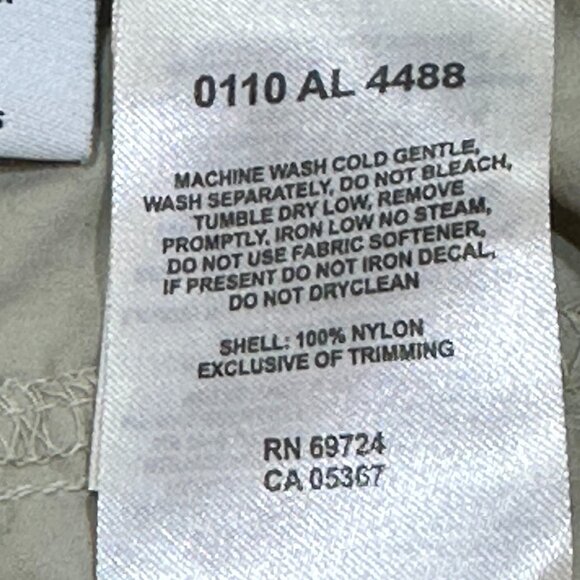 0110 AL 4488
MACHINE WASH COLD GENTLE,
WASH SEPARATELY, DO NOT BLEACH,
TUMBLE DRY LOW, REMOVE
PROMPTLY, IRON LOW NO STEAM,
DO NOT USE FABRIC SOFTENER,
IF PRESENT DO NOT IRON DECAL,
DO NOT DRYCLEAN
SHELL: 100% NYLON
EXCLUSIVE OF TRIMMING
RN 69724
CA 05367